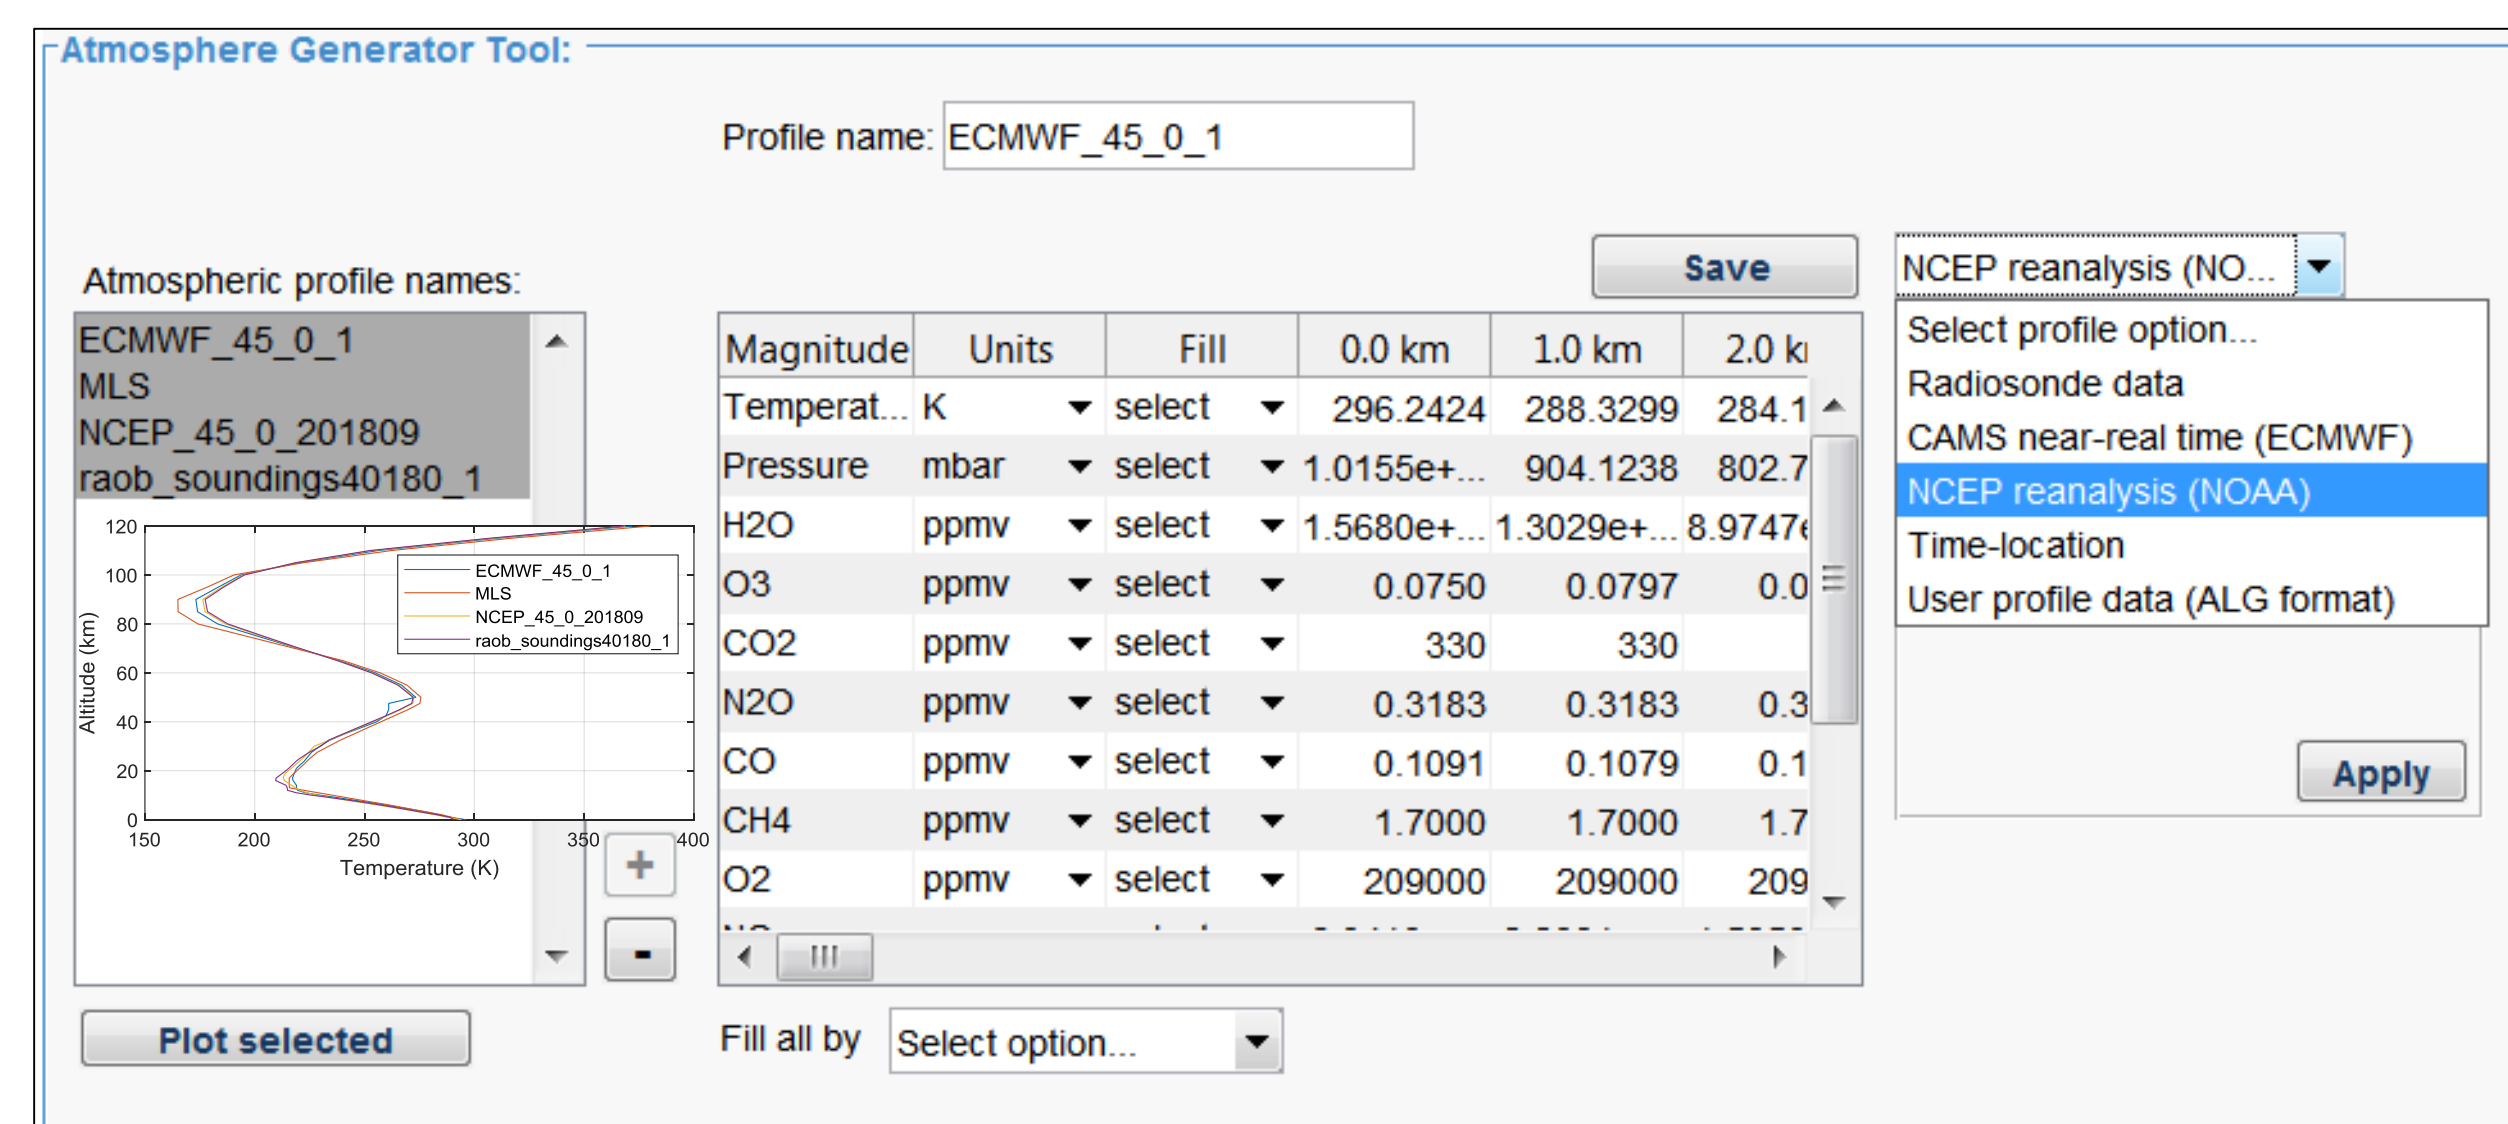 Atmosphere Generator Tool:
Profile name: ECMWF_45_0_1
Save
NCEP reanalysis (NO...
Atmospheric profile names:
ECMWF_45_0_1
MLS
NCEP_45_0_201809
raob_soundings40180_1
120
100
80
60
40
20
0
150 200 250 300 350 400
Altitude (km)
Temperature (K)
ECMWF_45_0_1
MLS
NCEP_45_0_201809
raob_soundings40180_1
+
-
Plot selected
Magnitude Units Fill 0.0 km 1.0 km 2.0 k
Temperat... K select 296.2424 288.3299 284.1
Pressure mbar select 1.0155e+... 904.1238 802.7
H2O ppmv select 1.5680e+... 1.3029e+... 8.9747e
O3 ppmv select 0.0750 0.0797 0.0
CO2 ppmv select 330 330
N2O ppmv select 0.3183 0.3183 0.3
CO ppmv select 0.1091 0.1079 0.1
CH4 ppmv select 1.7000 1.7000 1.7
O2 ppmv select 209000 209000 209
Fill all by Select option...
Select profile option...
Radiosonde data
CAMS near-real time (ECMWF)
NCEP reanalysis (NOAA)
Time-location
User profile data (ALG format)
Apply